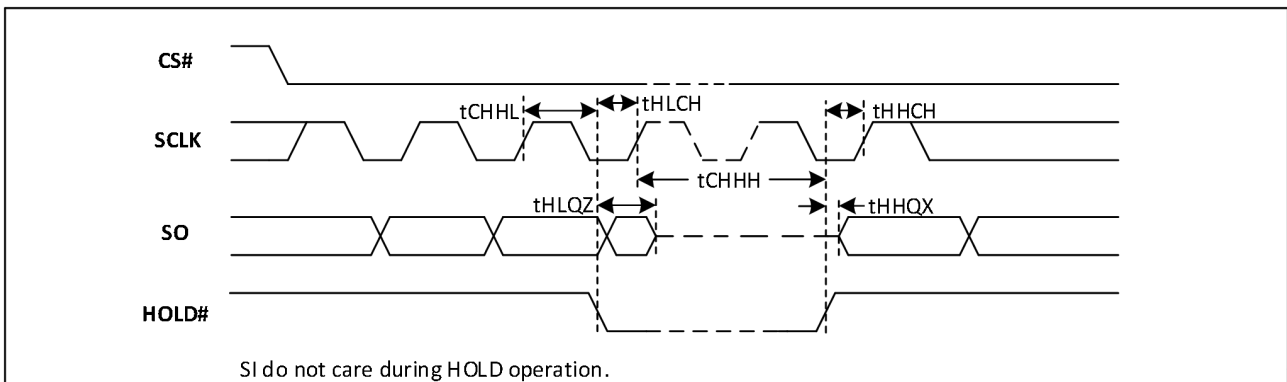 CS#
tCHHL
tHLCH
tHHCH
SCLK
tCHHH
tHLQZ
tHHQX
SO
HOLD#
SI do not care during HOLD operation.